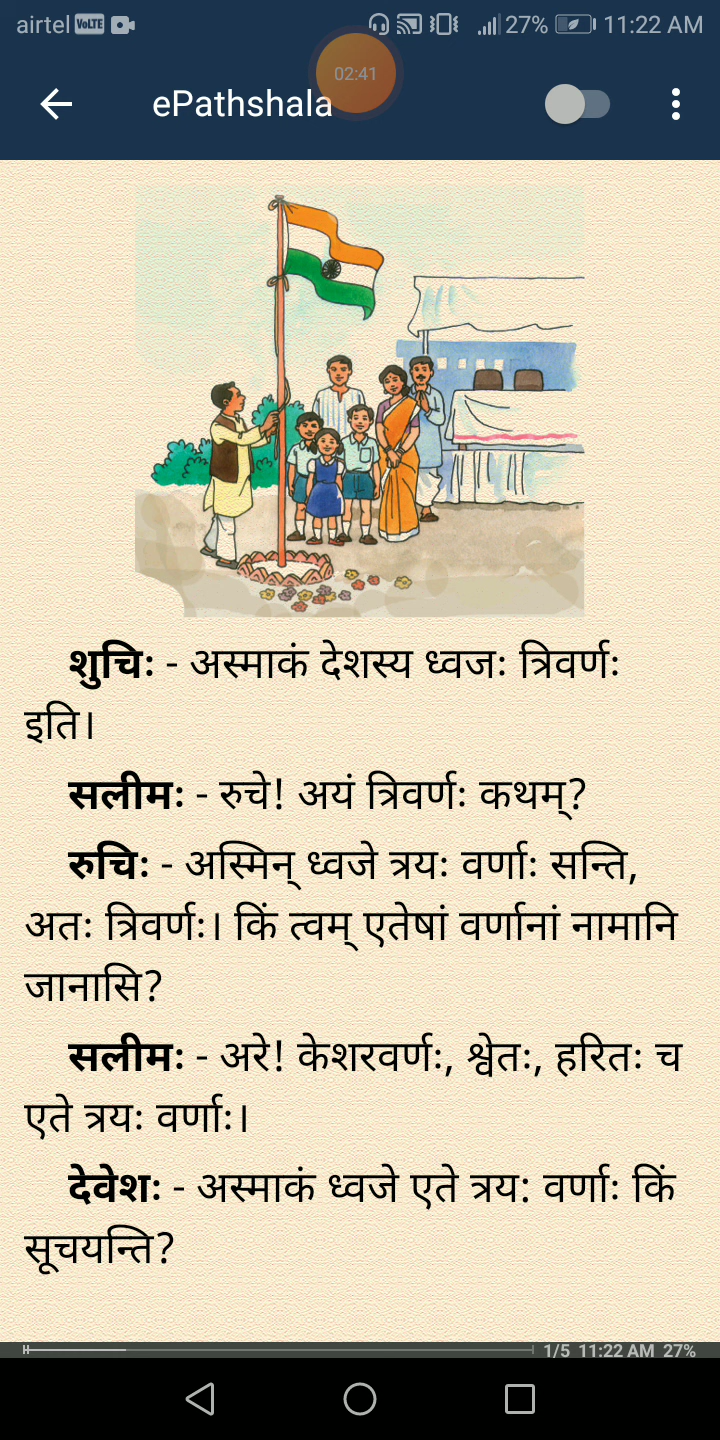 airtel VoLTE 27% 11:22 AM
02:41
ePathshala
शुचिः - अस्माकं देशस्य ध्वजः त्रिवर्णः
इति।
सलीमः - रुचे! अयं त्रिवर्णः कथम्?
रुचिः - अस्मिन् ध्वजे त्रयः वर्णाः सन्ति,
अतः त्रिवर्णः। किं त्वम् एतेषां वर्णानां नामानि
जानासि?
सलीमः - अरे! केशरवर्णः, श्वेतः, हरितः च
एते त्रयः वर्णाः।
देवेशः - अस्माकं ध्वजे एते त्रय: वर्णाः किं
सूचयन्ति?
1/5 11:22 AM 27%